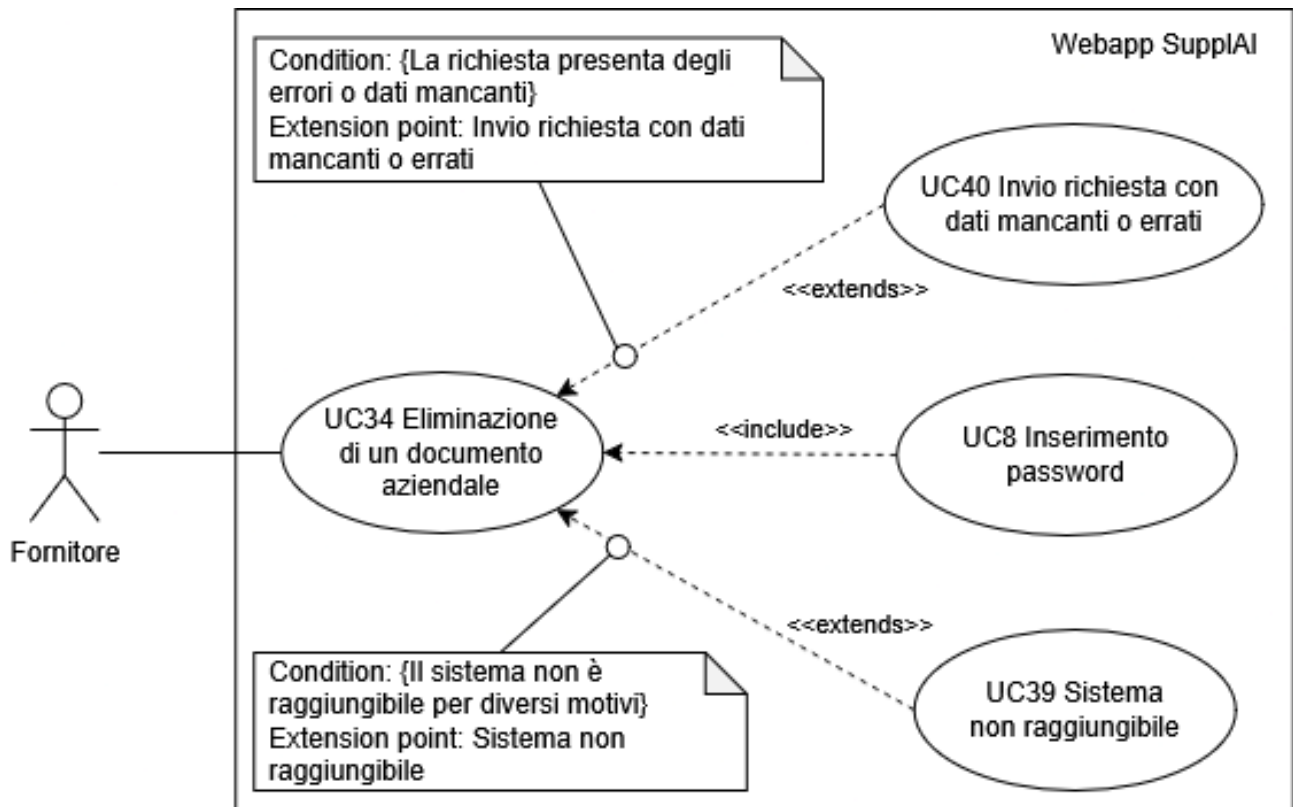 Condition: {La richiesta presenta degli
errori o dati mancanti}
Extension point: Invio richiesta con dati
mancanti o errati
Webapp SupplAI
UC40 Invio richiesta con
dati mancanti o errati
<<extends>>
UC34 Eliminazione
di un documento
aziendale
<<include>>
UC8 Inserimento
password
Fornitore
<<extends>>
Condition: {Il sistema non è
raggiungibile per diversi motivi}
Extension point: Sistema non
raggiungibile
UC39 Sistema
non raggiungibile